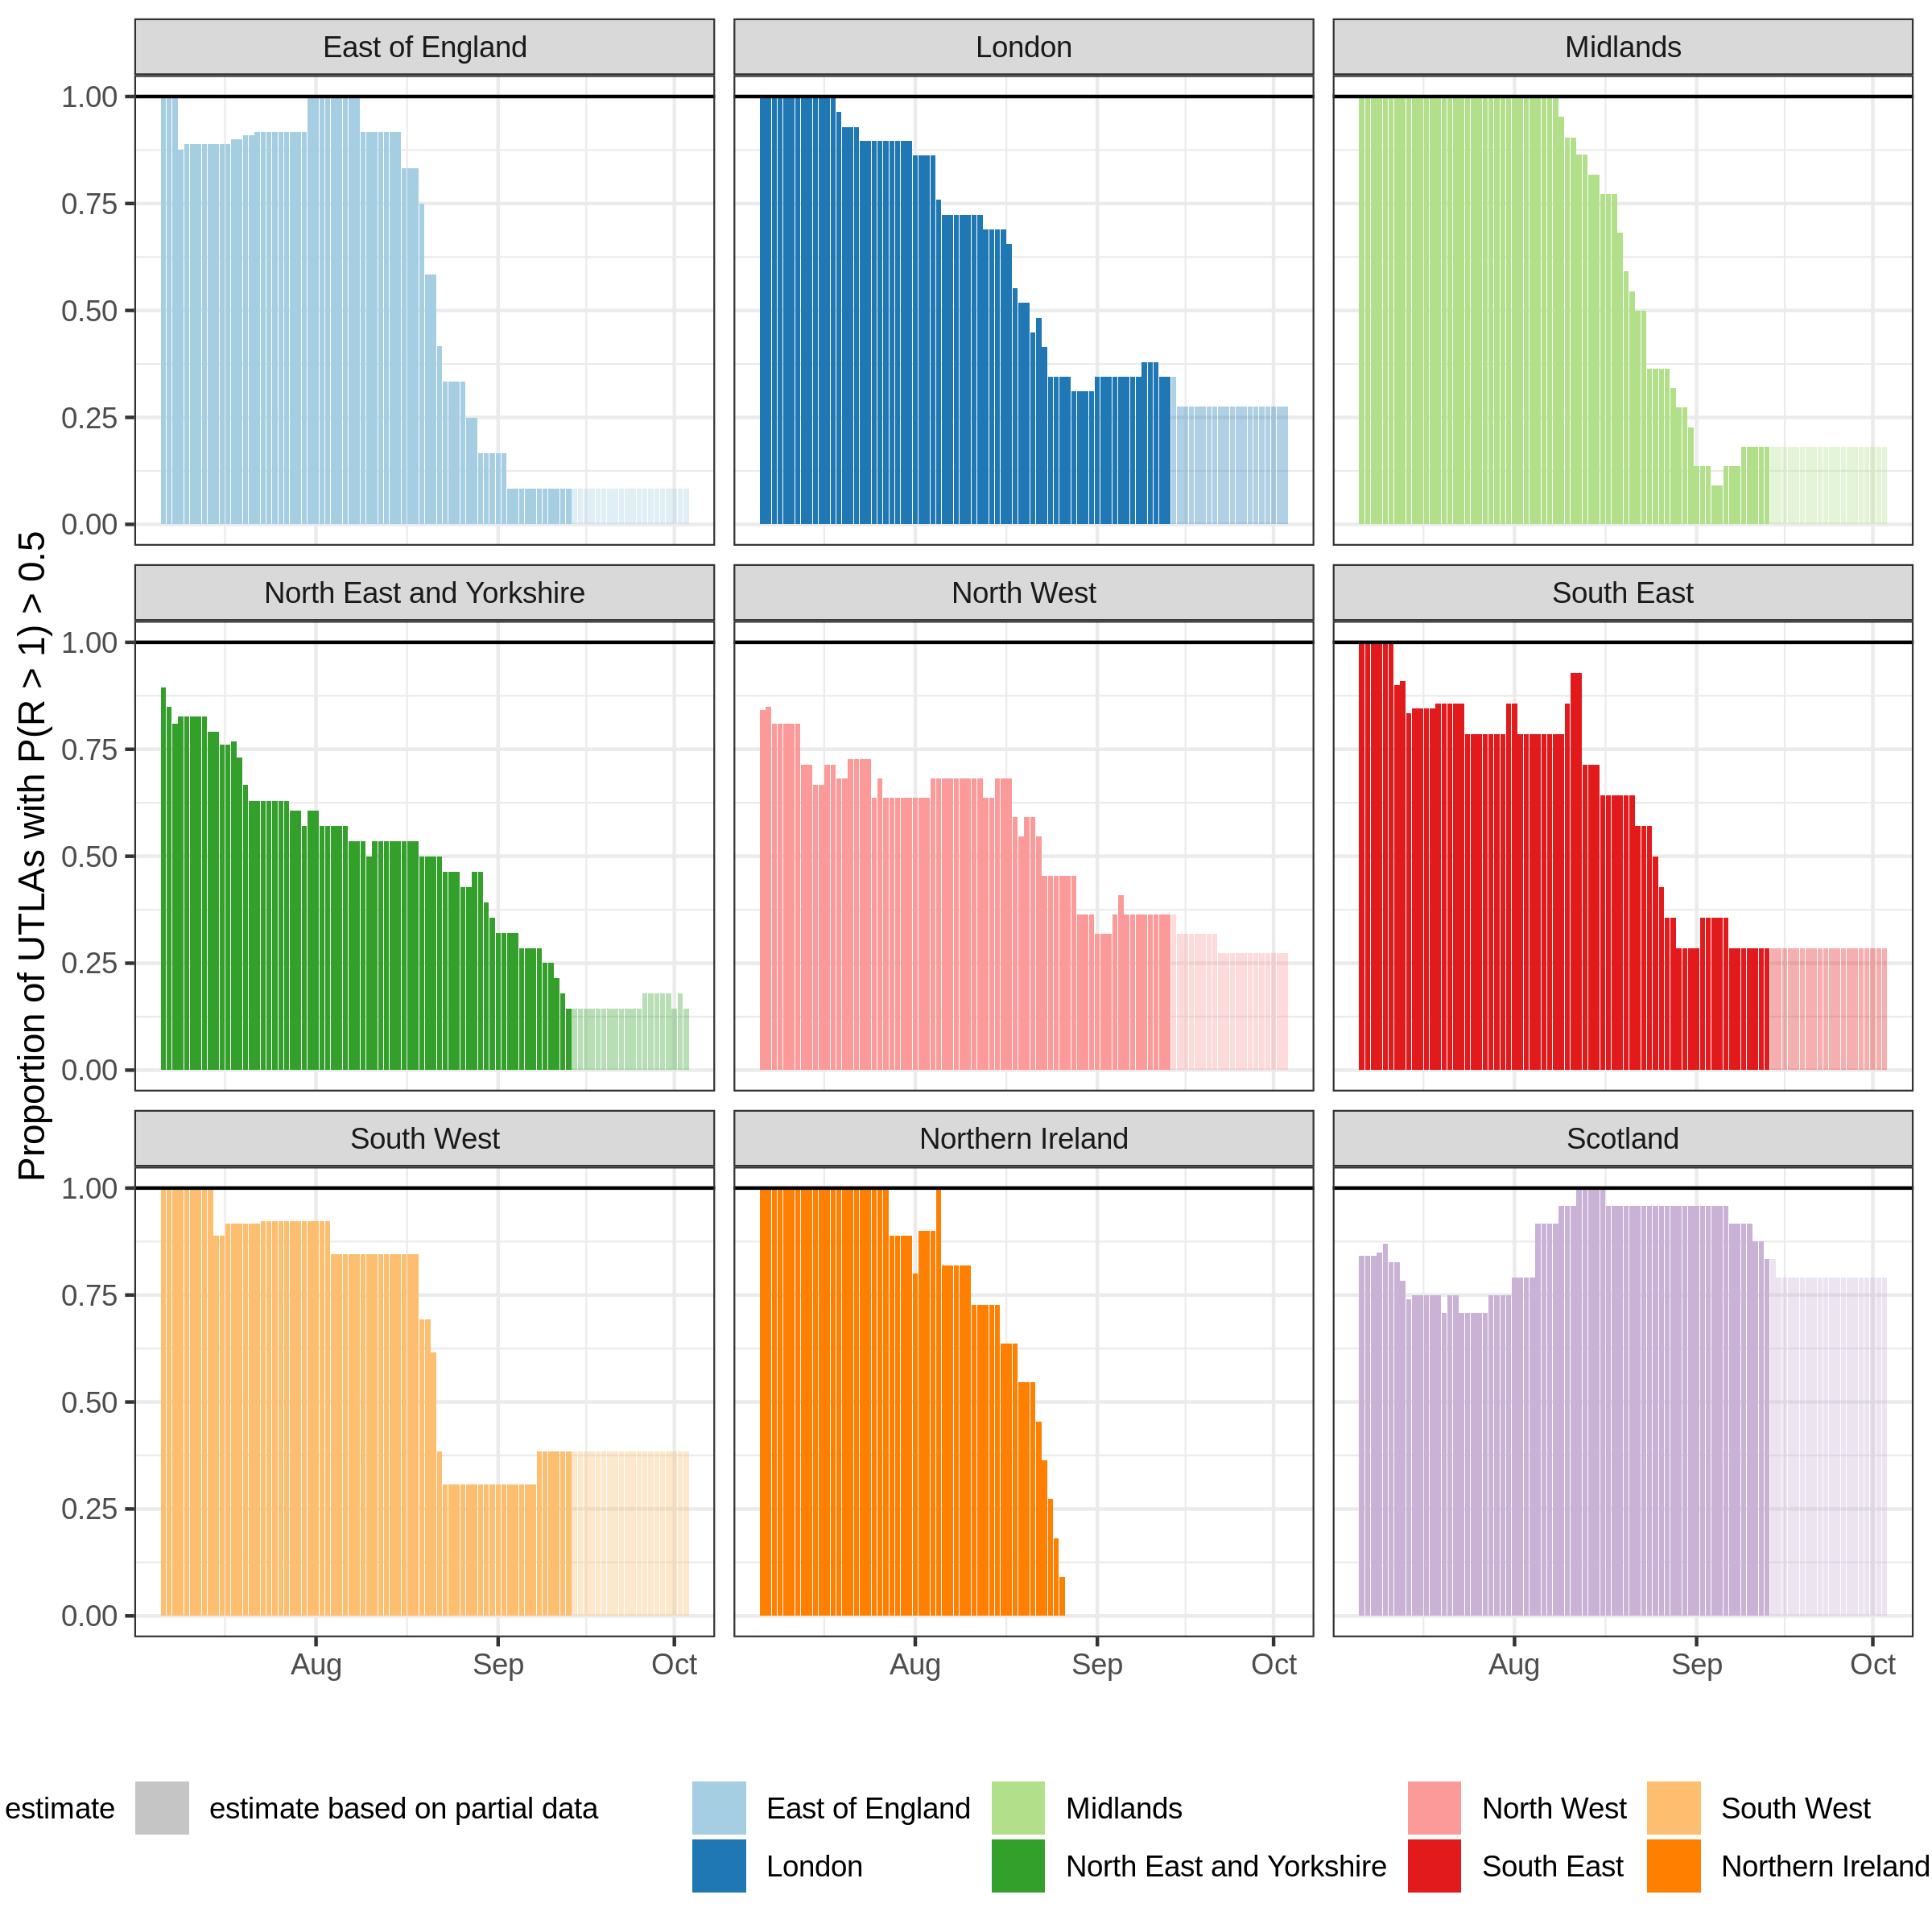 East of England London Midlands
1.00
0.75
0.50
0.25
0.00
North East and Yorkshire North West South East
1.00
0.75
0.50
0.25
0.00
South West Northern Ireland Scotland
1.00
0.75
0.50
0.25
0.00
Aug Sep Oct Aug Sep Oct Aug Sep Oct
Proportion of UTLAs with P(R > 1) > 0.5
estimate estimate based on partial data East of England Midlands North West South West
London North East and Yorkshire South East Northern Ireland